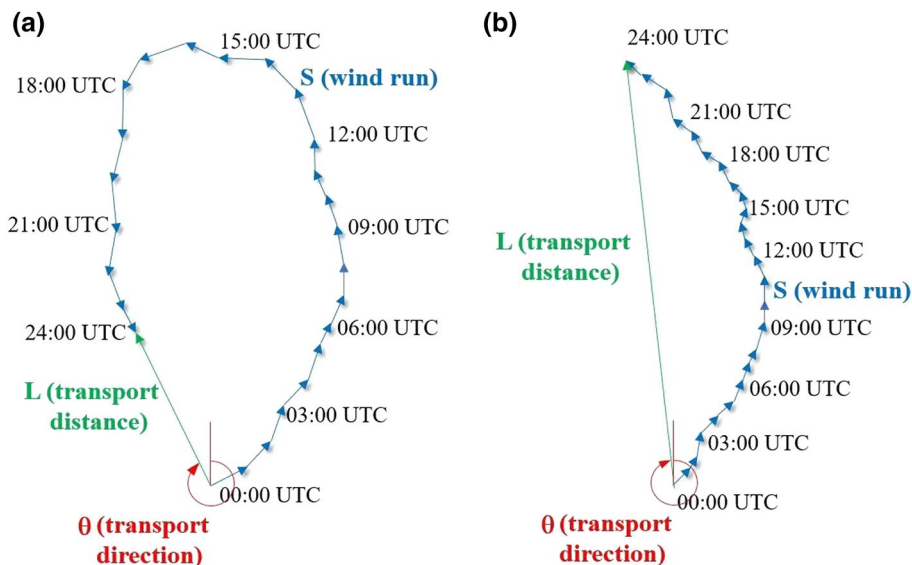 (a)
15:00 UTC
18:00 UTC
S (wind run)
12:00 UTC
21:00 UTC
09:00 UTC
06:00 UTC
24:00 UTC
L (transport
distance)
03:00 UTC
00:00 UTC
θ (transport
direction)
(b)
24:00 UTC
21:00 UTC
18:00 UTC
15:00 UTC
L (transport
distance)
12:00 UTC
S (wind run)
09:00 UTC
06:00 UTC
03:00 UTC
00:00 UTC
θ (transport
direction)